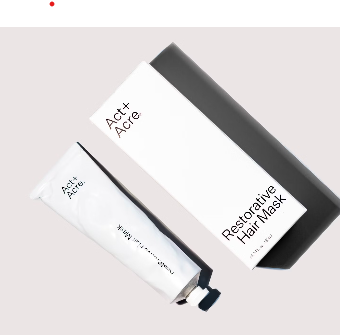 Act+
Acre.
Restorative
Hair Mask
Act+
Acre.